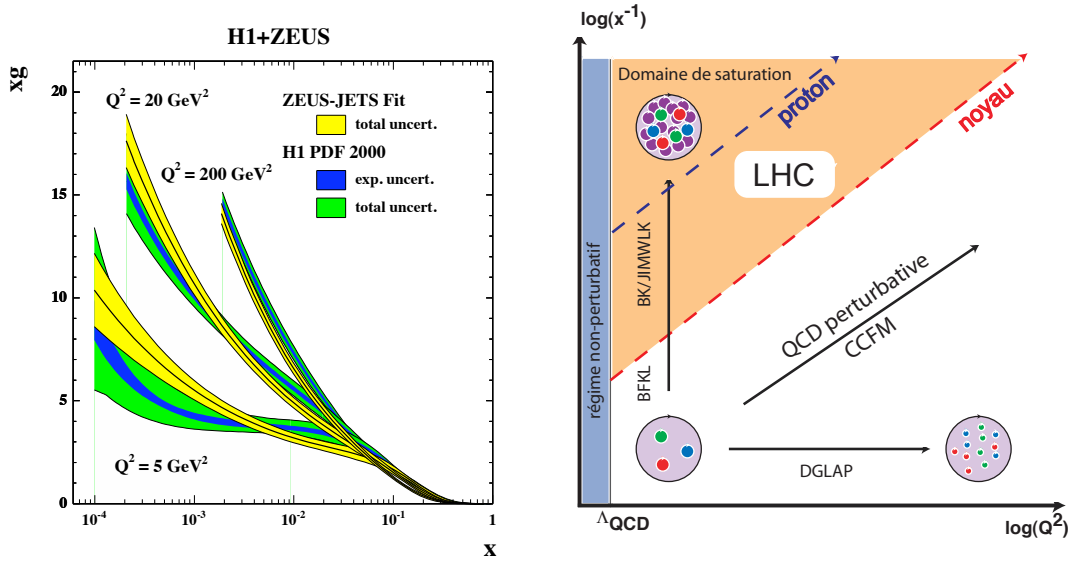 H1+ZEUS
xg
20
15
10
5
0
Q² = 20 GeV²
Q² = 200 GeV²
Q² = 5 GeV²
ZEUS-JETS Fit
total uncert.
H1 PDF 2000
exp. uncert.
total uncert.
10⁻⁴
10⁻³
10⁻²
10⁻¹
1
x
log(x⁻¹)
Domaine de saturation
proton
noyau
LHC
régime non-perturbatif
BK/JIMWLK
BFKL
QCD perturbative
CCFM
DGLAP
ΛQCD
log(Q²)